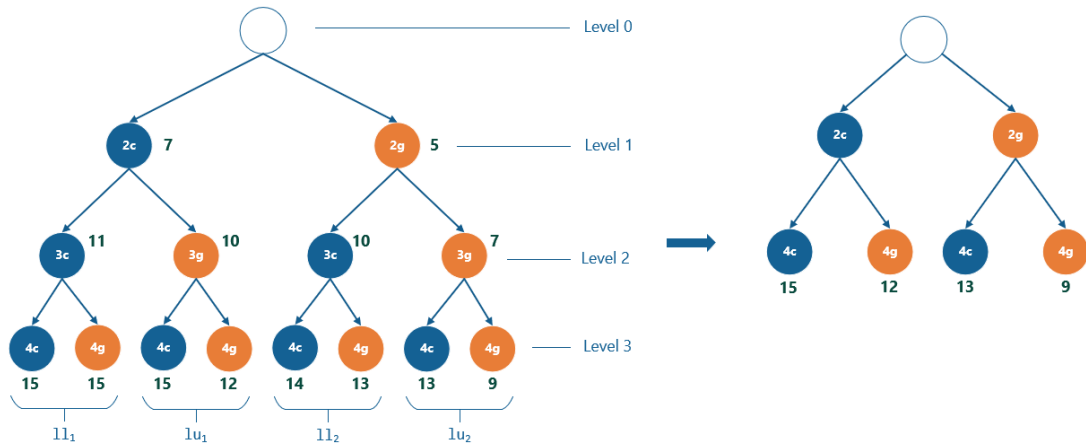 Level 0
2c 7 2g 5 Level 1 2c 2g
11 10 10 7
3c 3g 3c 3g Level 2 4c 4g 4c 4g
15 12 13 9
4c 4g 4c 4g 4c 4g 4c 4g Level 3
15 15 15 12 14 13 13 9
ll₁ lu₁ ll₂ lu₂